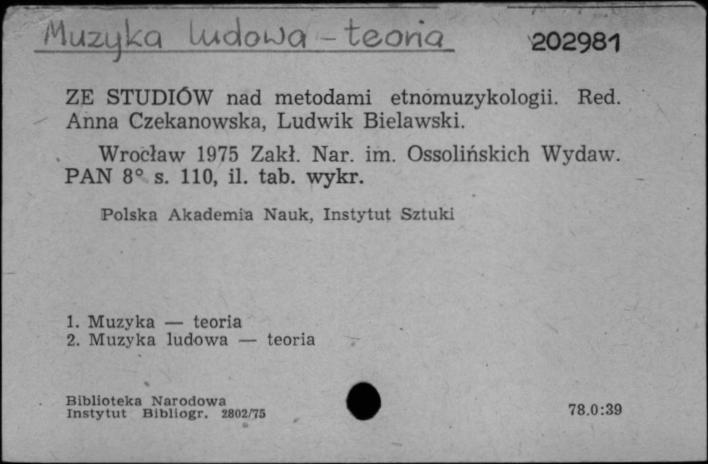 Muzyka ludowa - teoria
202981
ZE STUDIÓW nad metodami etnomuzykologii. Red.
Anna Czekanowska, Ludwik Bielawski.
Wrocław 1975 Zakł. Nar. im. Ossolińskich Wydaw.
PAN 8° s. 110, il. tab. wykr.
Polska Akademia Nauk, Instytut Sztuki
1. Muzyka — teoria
2. Muzyka ludowa — teoria
Biblioteka Narodowa
Instytut Bibliogr. 2802/75
78.0:39